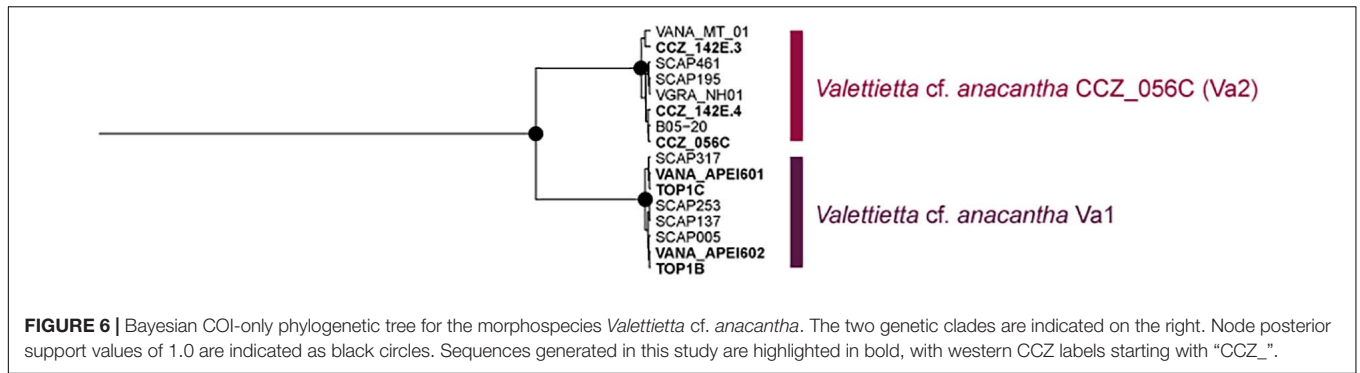 VANA_MT_01
CCZ_142E.3
SCAP461
SCAP195
VGRA_NH01
CCZ_142E.4
B05-20
CCZ_056C
Valettietta cf. anacantha CCZ_056C (Va2)
SCAP317
VANA_APEI601
TOP1C
SCAP253
SCAP137
SCAP005
VANA_APEI602
TOP1B
Valettietta cf. anacantha Va1
FIGURE 6 | Bayesian COI-only phylogenetic tree for the morphospecies Valettietta cf. anacantha. The two genetic clades are indicated on the right. Node posterior
support values of 1.0 are indicated as black circles. Sequences generated in this study are highlighted in bold, with western CCZ labels starting with “CCZ_”.